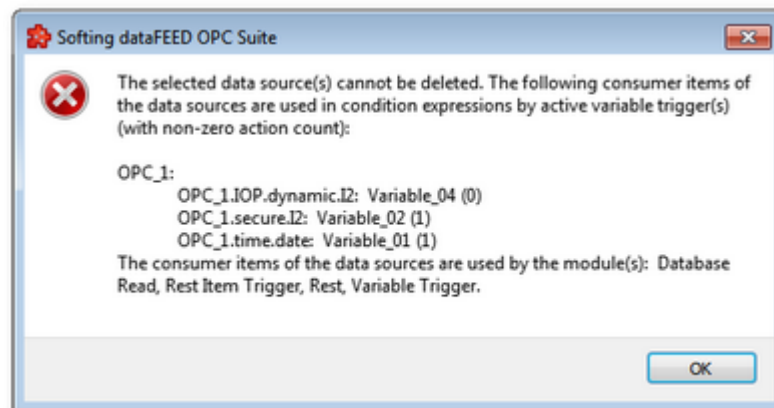 Softing dataFEED OPC Suite
The selected data source(s) cannot be deleted. The following consumer items of
the data sources are used in condition expressions by active variable trigger(s)
(with non-zero action count):
OPC_1:
OPC_1.IOP.dynamic.I2: Variable_04 (0)
OPC_1.secure.I2: Variable_02 (1)
OPC_1.time.date: Variable_01 (1)
The consumer items of the data sources are used by the module(s): Database
Read, Rest Item Trigger, Rest, Variable Trigger.
OK